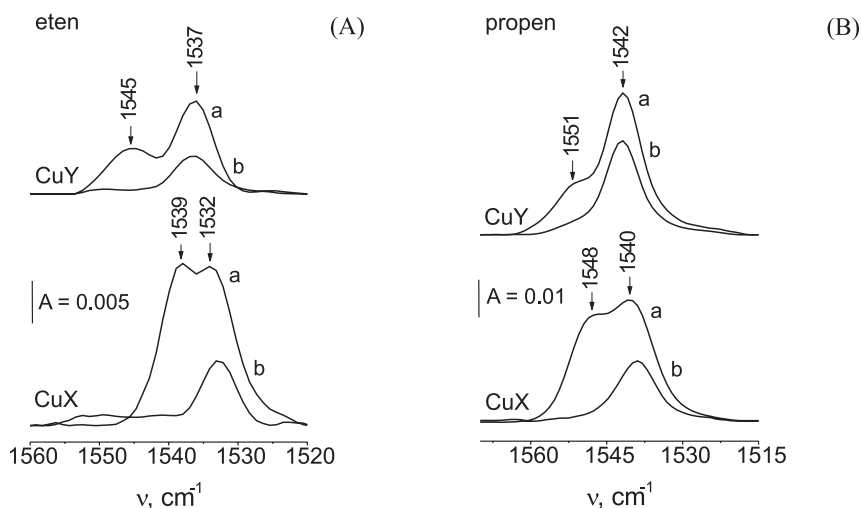 eten
(A)
1537
1545
a
b
CuY
1539
1532
a
A = 0.005
b
CuX
1560 1550 1540 1530 1520
ν, cm-1
propen
(B)
1542
1551
a
b
CuY
1548
1540
A = 0.01
a
b
CuX
1560 1545 1530 1515
ν, cm-1